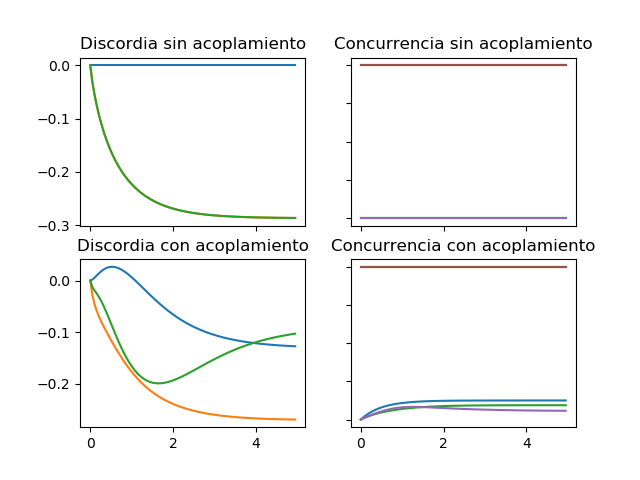 Discordia sin acoplamiento
Concurrencia sin acoplamiento
0.0
−0.1
−0.2
−0.3
Discordia con acoplamiento
Concurrencia con acoplamiento
0.0
−0.1
−0.2
0 2 4
0 2 4